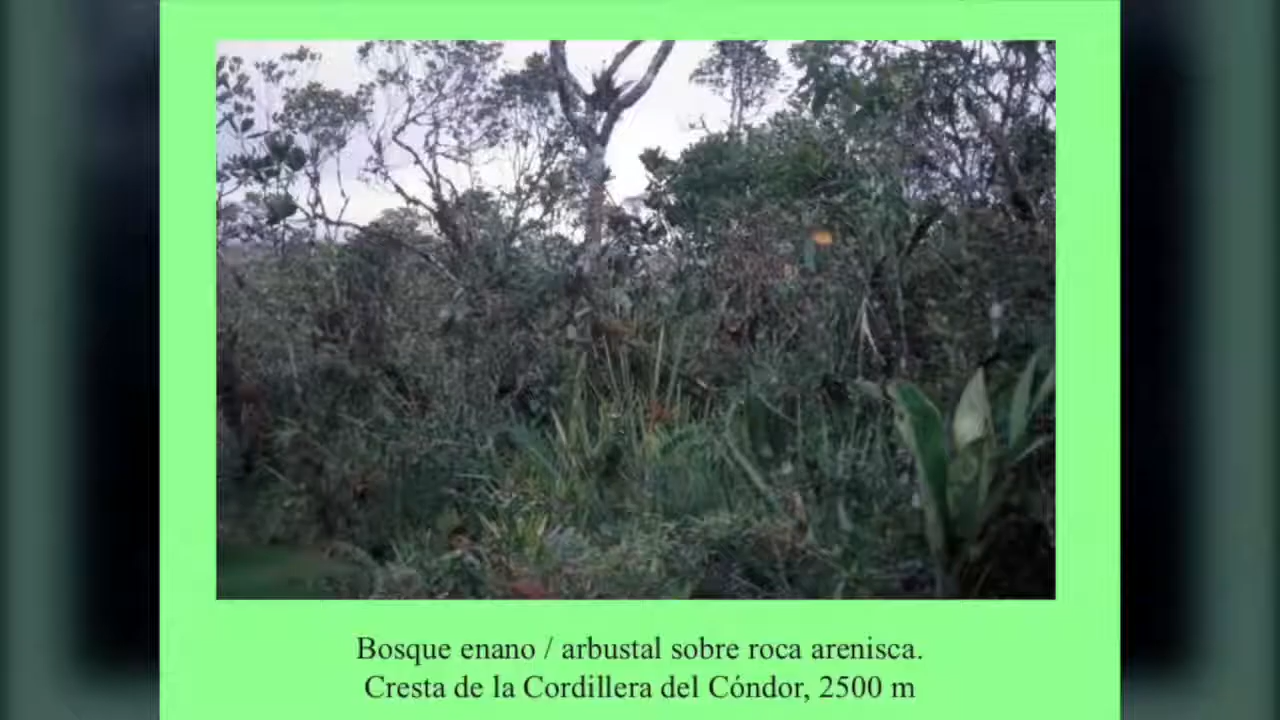 Bosque enano / arbustal sobre roca arenisca.
Cresta de la Cordillera del Cóndor, 2500 m